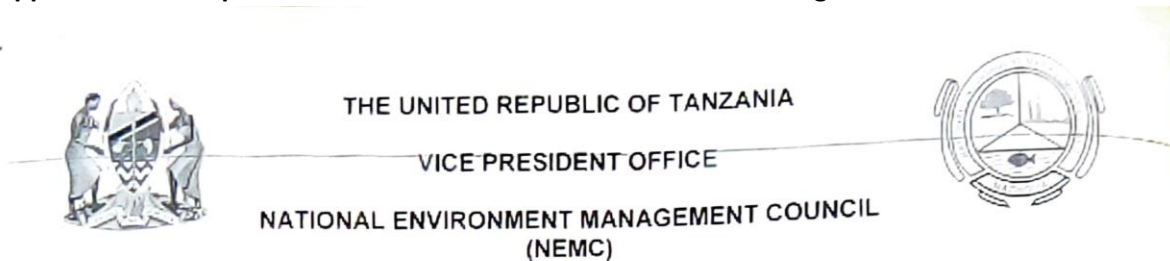 THE UNITED REPUBLIC OF TANZANIA
VICE PRESIDENT OFFICE
NATIONAL ENVIRONMENT MANAGEMENT COUNCIL
(NEMC)